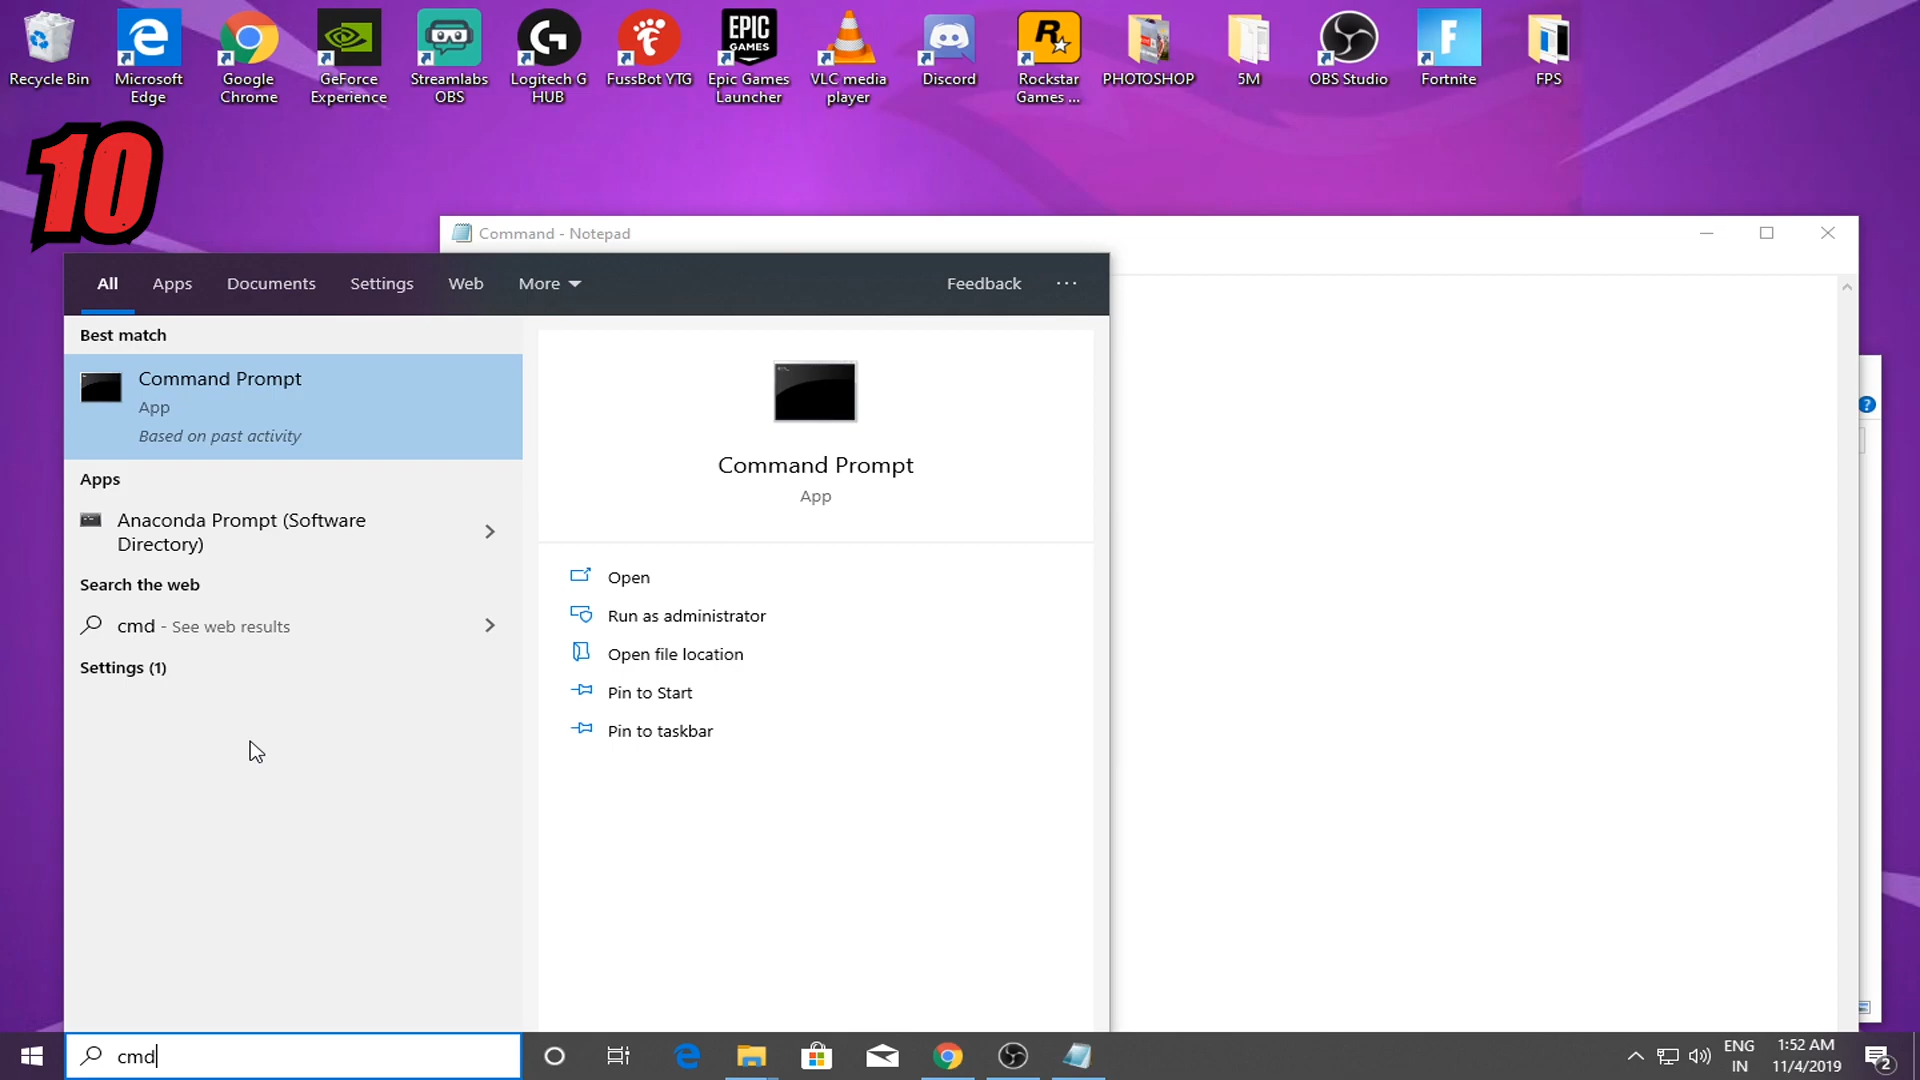 Recycle Bin
Microsoft
Edge
Google
Chrome
GeForce
Experience
Streamlabs
OBS
Logitech G
HUB
FussBot YTG
EPIC
GAMES
Epic Games
Launcher
VLC media
player
Discord
Rockstar
Games ...
PHOTOSHOP
5M
OBS Studio
Fortnite
FPS
10
Command - Notepad
All
Apps
Documents
Settings
Web
More
Feedback
...
Best match
Command Prompt
App
Based on past activity
Apps
Anaconda Prompt (Software
Directory)
Search the web
cmd - See web results
Settings (1)
Command Prompt
App
Open
Run as administrator
Open file location
Pin to Start
Pin to taskbar
cmd
ENG
IN
1:52 AM
11/4/2019
2